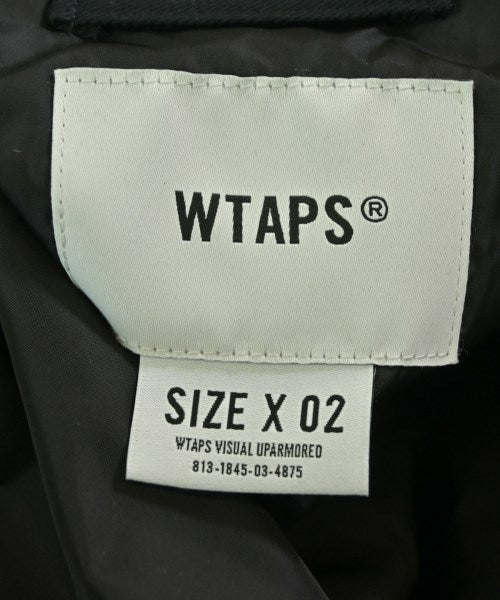 WTAPS®
SIZE X 02
WTAPS VISUAL UPARMORED
813-1845-03-4875